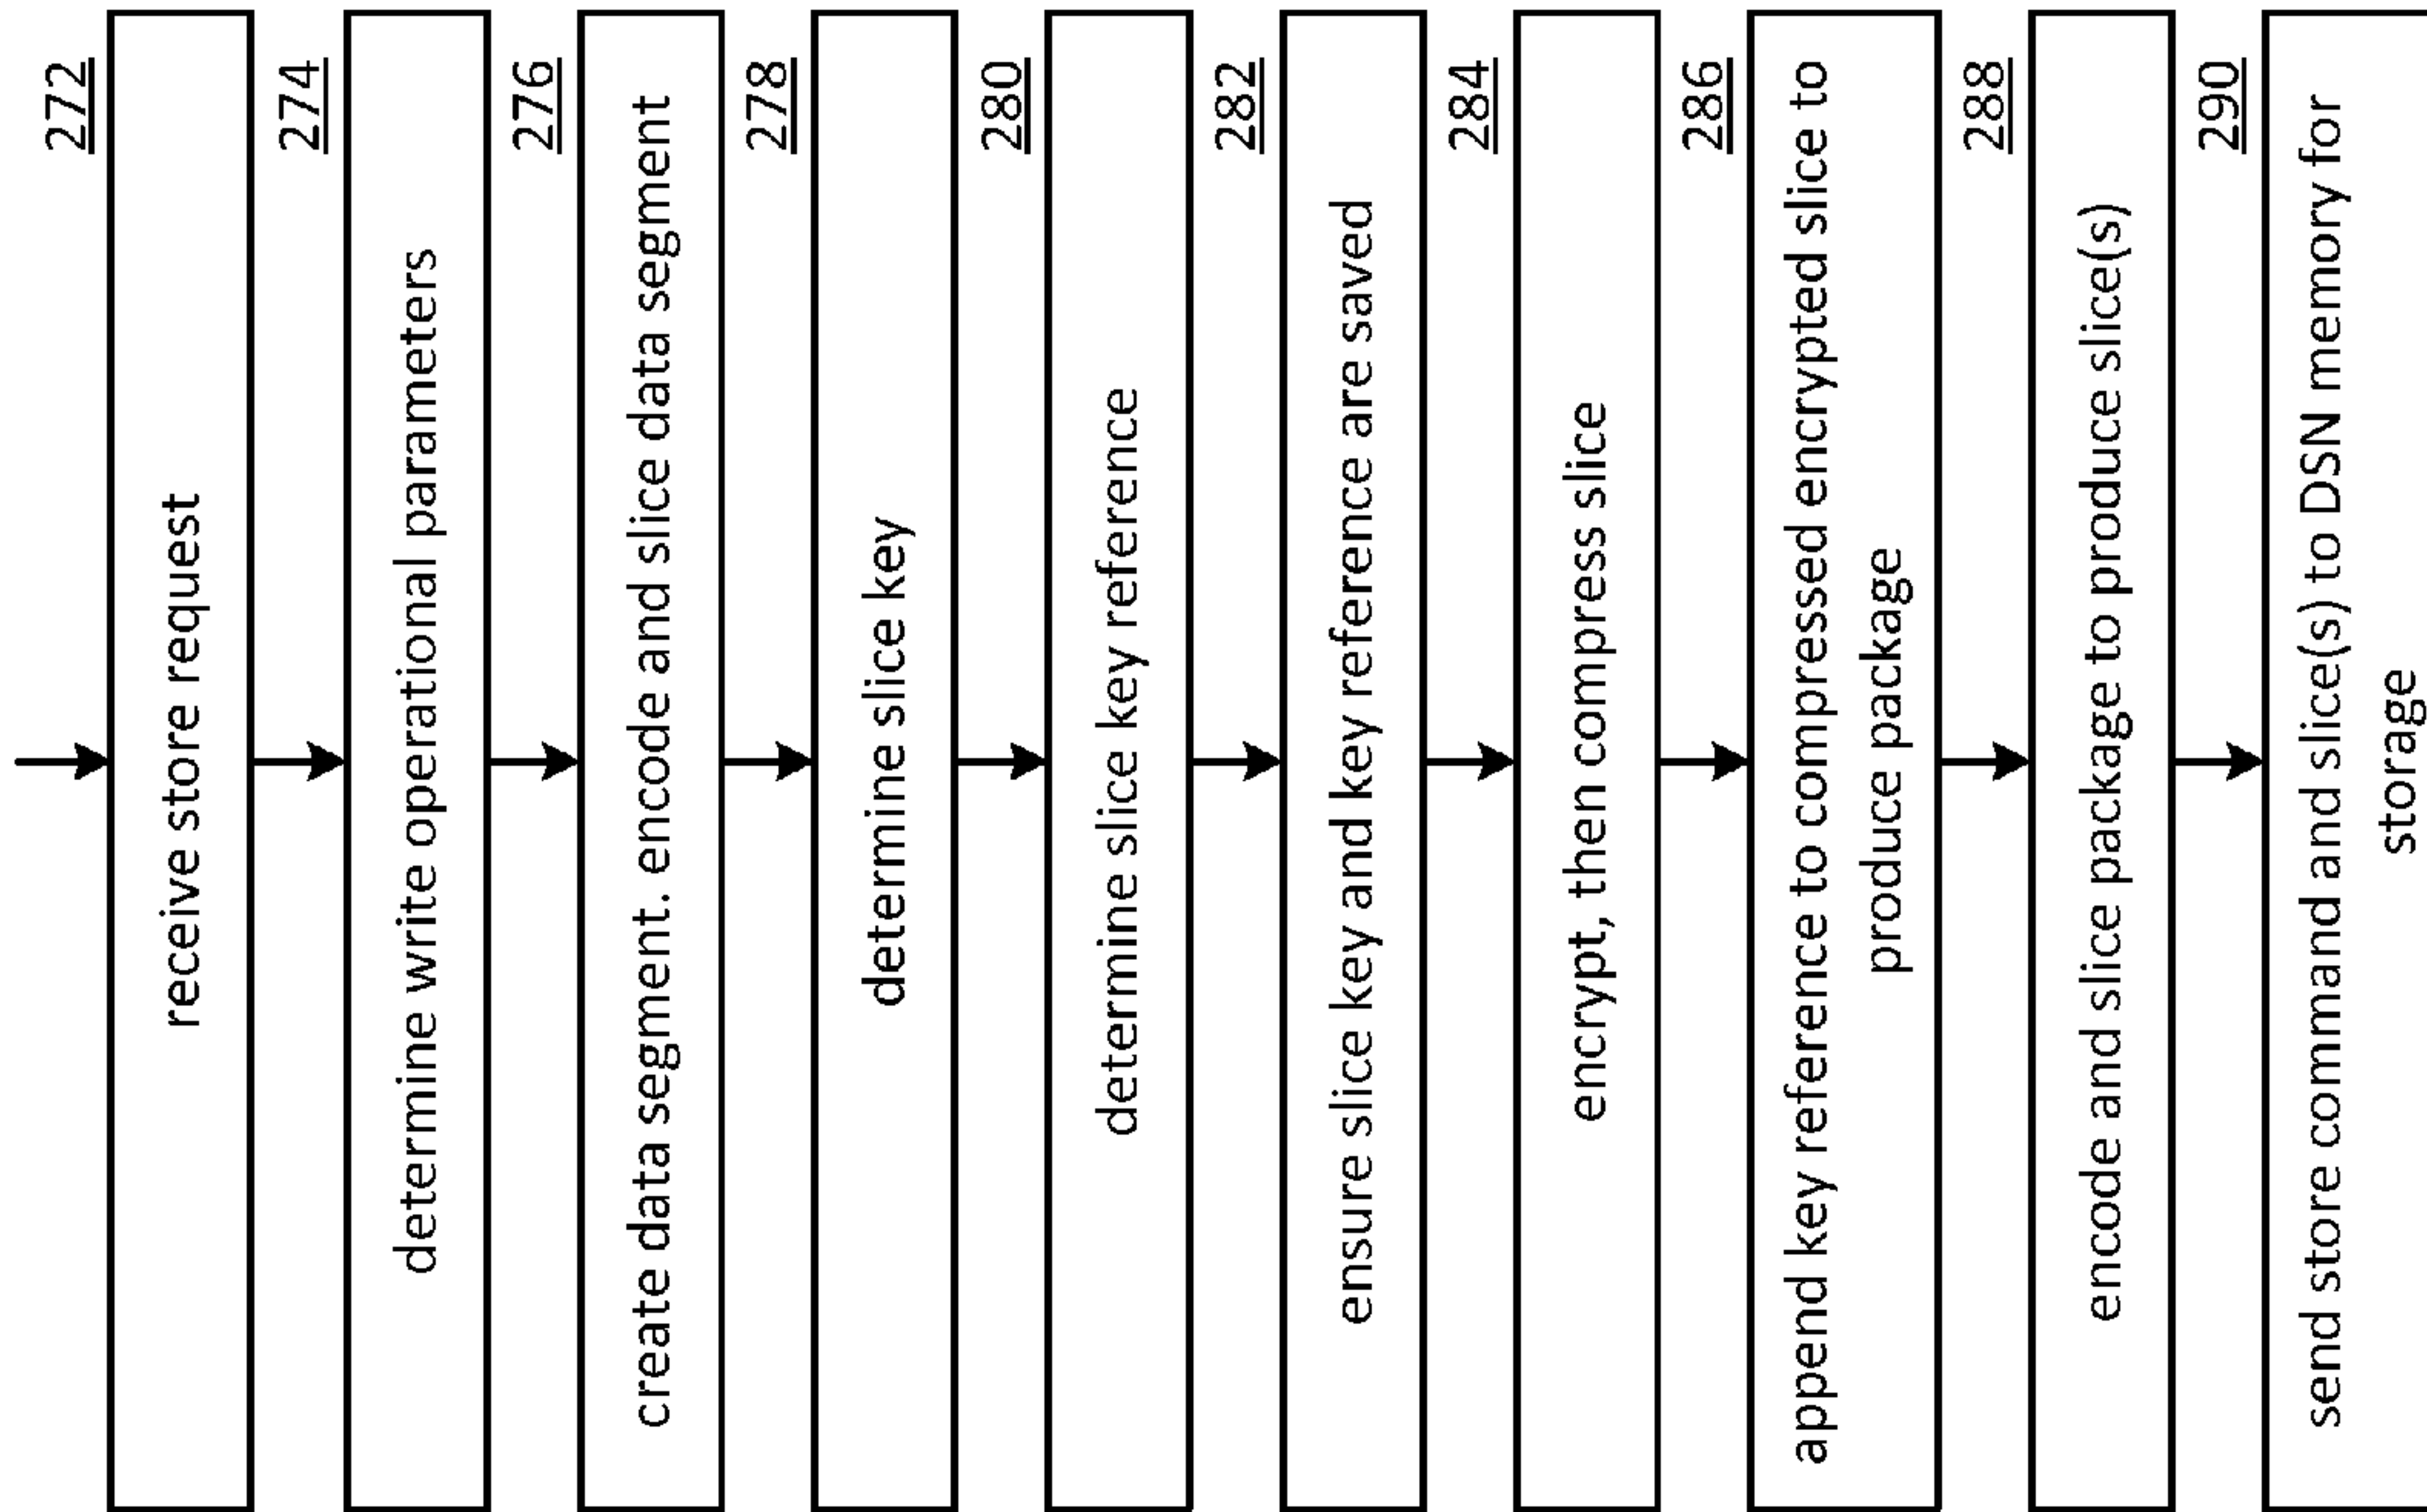 272
receive store request
274
determine write operational parameters
276
create data segment. encode and slice data segment
278
determine slice key
280
determine slice key reference
282
ensure slice key and key reference are saved
284
encrypt, then compress slice
286
append key reference to compressed encrypted slice to
produce package
288
encode and slice package to produce slice(s)
290
send store command and slice(s) to DSN memory for
storage